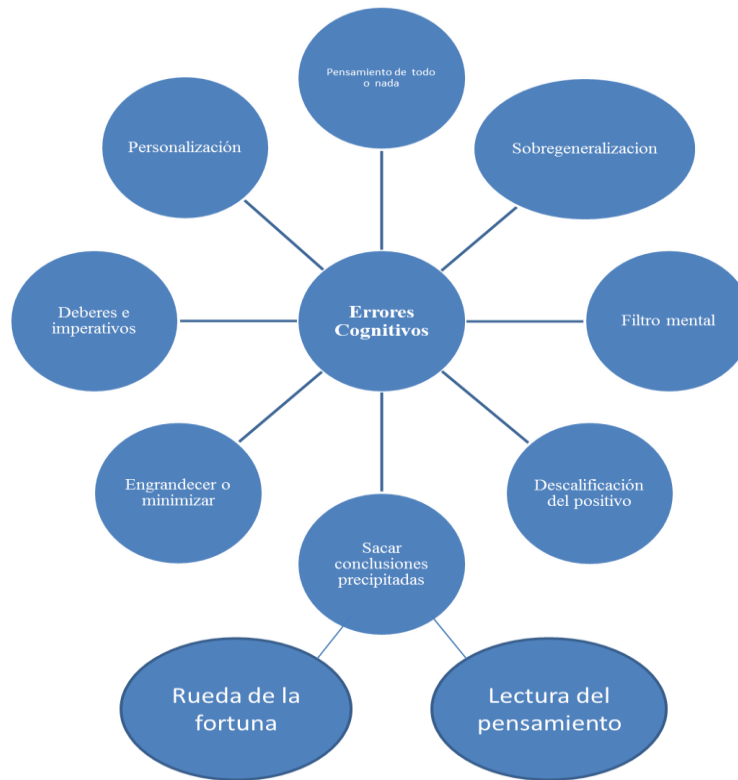 Pensamiento de todo
o nada
Personalización
Sobregeneralizacion
Deberes e
imperativos
Errores
Cognitivos
Filtro mental
Engrandecer o
minimizar
Descalificación
del positivo
Sacar
conclusiones
precipitadas
Rueda de la
fortuna
Lectura del
pensamiento